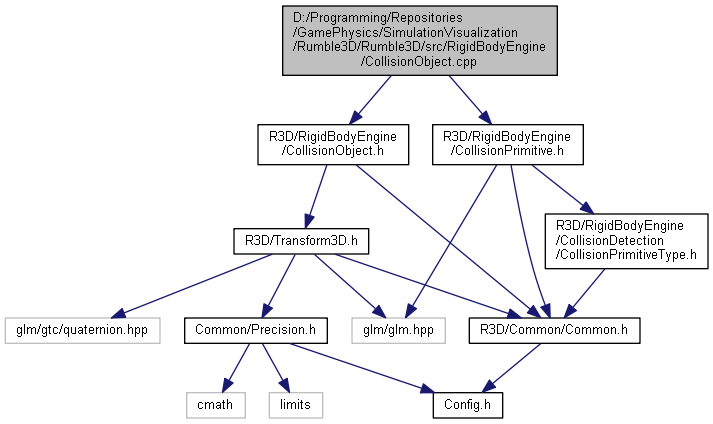 D:/Programming/Repositories
/GamePhysics/SimulationVisualization
/Rumble3D/Rumble3D/src/RigidBodyEngine
/CollisionObject.cpp
R3D/RigidBodyEngine
/CollisionObject.h
R3D/RigidBodyEngine
/CollisionPrimitive.h
R3D/Transform3D.h
R3D/RigidBodyEngine
/CollisionDetection
/CollisionPrimitiveType.h
glm/gtc/quaternion.hpp
Common/Precision.h
glm/glm.hpp
R3D/Common/Common.h
cmath
limits
Config.h